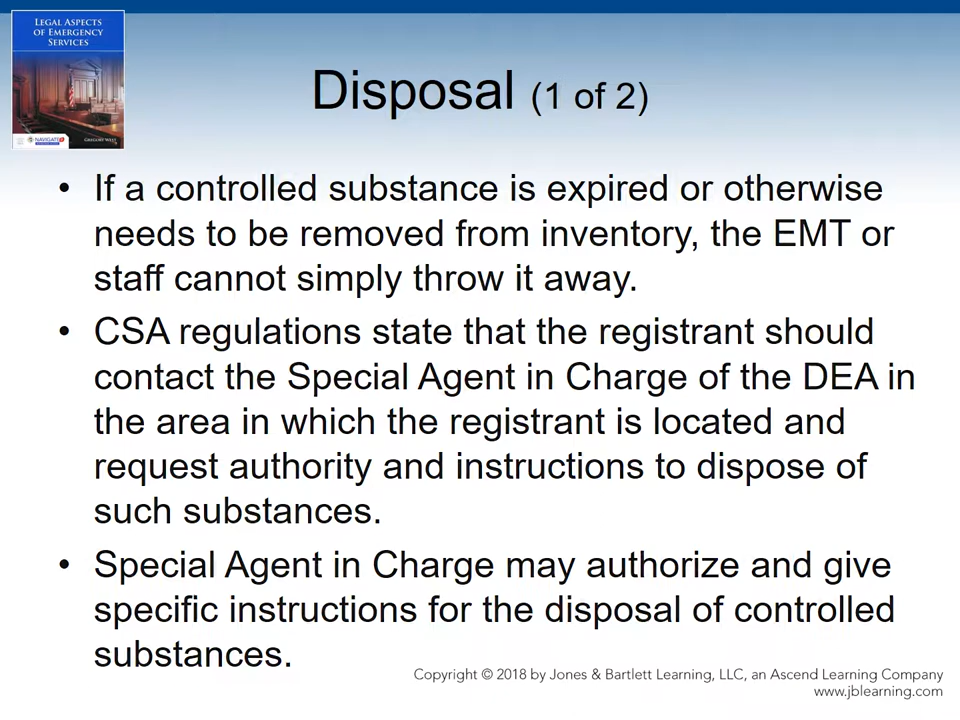 LEGAL ASPECTS
OF EMERGENCY
SERVICES
NAVIGATE
GREGORY WEST
Disposal (1 of 2)
• If a controlled substance is expired or otherwise
needs to be removed from inventory, the EMT or
staff cannot simply throw it away.
• CSA regulations state that the registrant should
contact the Special Agent in Charge of the DEA in
the area in which the registrant is located and
request authority and instructions to dispose of
such substances.
• Special Agent in Charge may authorize and give
specific instructions for the disposal of controlled
substances.
Copyright © 2018 by Jones & Bartlett Learning, LLC, an Ascend Learning Company
www.jblearning.com